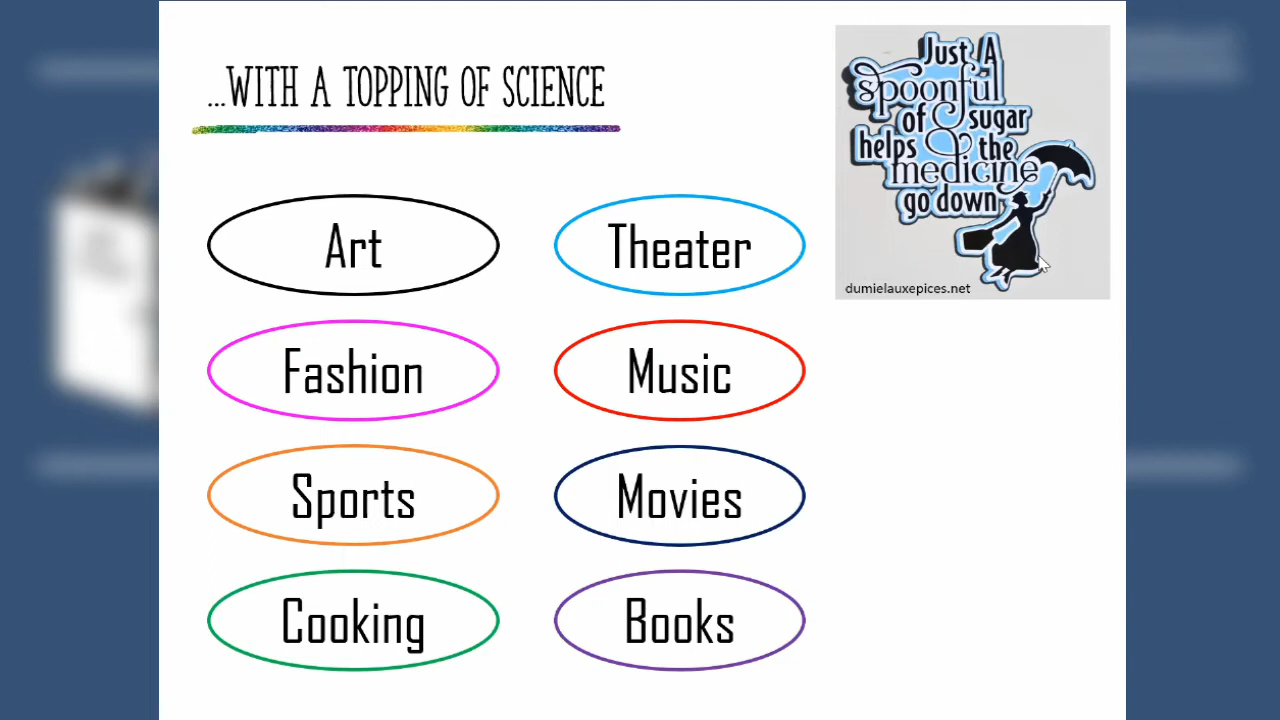 ...WITH A TOPPING OF SCIENCE
Just A
spoonful
of sugar
helps the
medicine
go down
dumielauxepices.net
Art
Theater
Fashion
Music
Sports
Movies
Cooking
Books